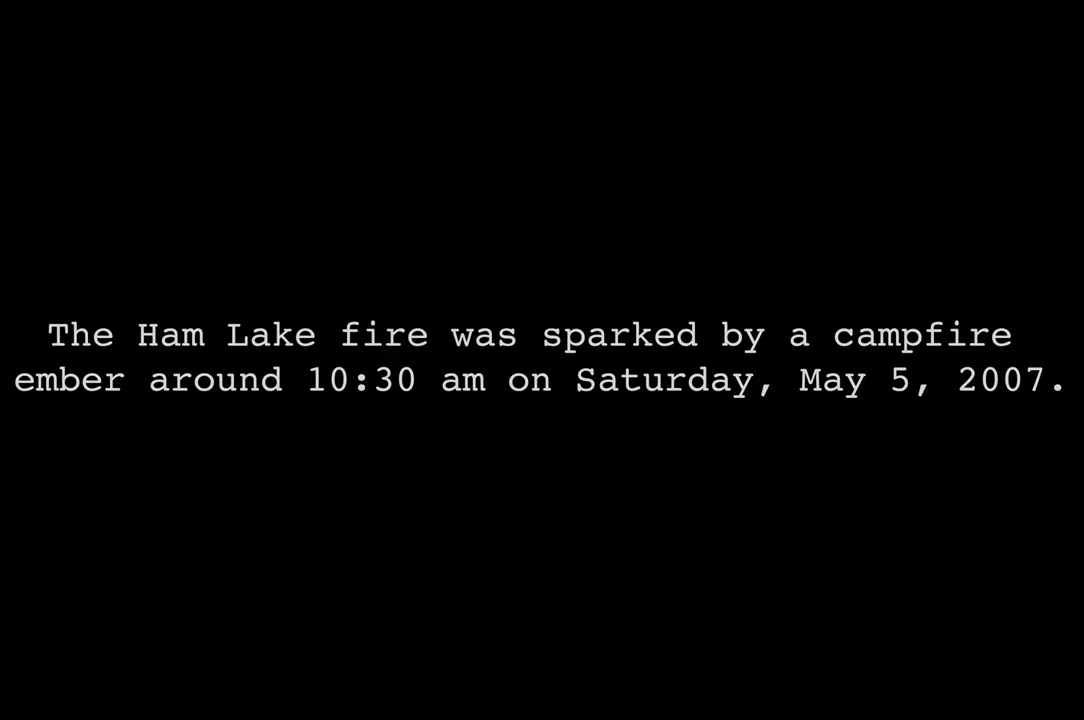 The Ham Lake fire was sparked by a campfire
ember around 10:30 am on Saturday, May 5, 2007.